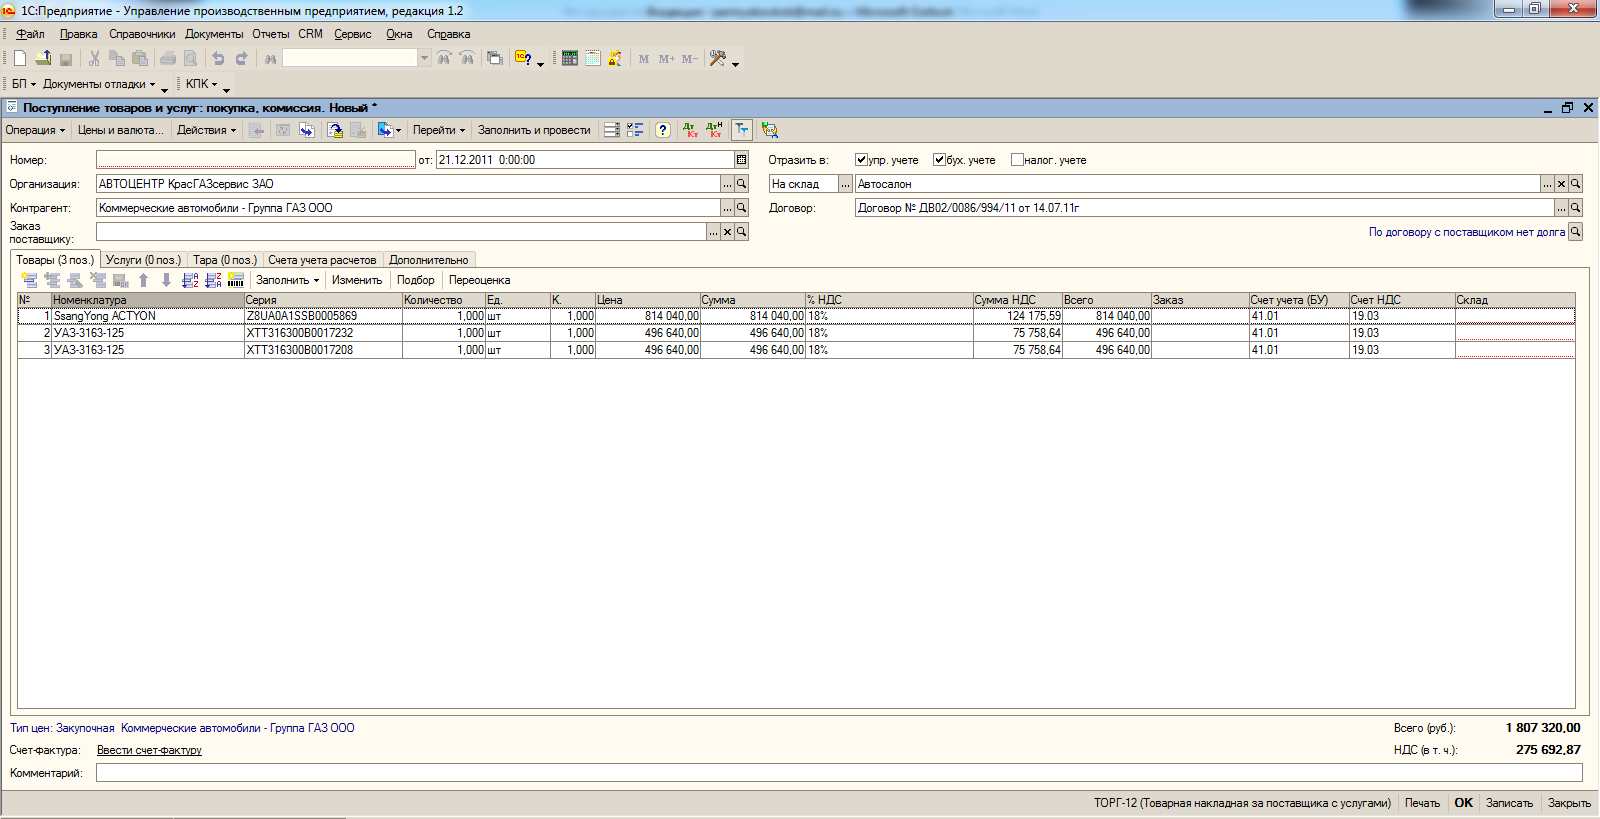 1С:Предприятие - Управление производственным предприятием, редакция 1.2
Файл Правка Справочники Документы Отчеты CRM Сервис Окна Справка
M M+ M-
БП Документы отладки КПК
Поступление товаров и услуг: покупка, комиссия. Новый *
Операция Цены и валюта... Действия Перейти Заполнить и провести
Номер: от: 21.12.2011 0:00:00 Отразить в: упр. учете бух. учете налог. учете
Организация: АВТОЦЕНТР КрасГАЗсервис ЗАО На склад Автосалон
Контрагент: Коммерческие автомобили - Группа ГАЗ ООО Договор: Договор № ДВ02/0086/994/11 от 14.07.11г
Заказ поставщику: По договору с поставщиком нет долга
Товары (3 поз.) Услуги (0 поз.) Тара (0 поз.) Счета учета расчетов Дополнительно
Заполнить Изменить Подбор Переоценка
№ Номенклатура Серия Количество Ед. К. Цена Сумма % НДС Сумма НДС Всего Заказ Счет учета (БУ) Счет НДС Склад
1 SsangYong ACTYON Z8UA0A1SSB0005869 1,000 шт 1,000 814 040,00 814 040,00 18% 124 175,59 814 040,00 41.01 19.03
2 УАЗ-3163-125 XTT316300B0017232 1,000 шт 1,000 496 640,00 496 640,00 18% 75 758,64 496 640,00 41.01 19.03
3 УАЗ-3163-125 XTT316300B0017208 1,000 шт 1,000 496 640,00 496 640,00 18% 75 758,64 496 640,00 41.01 19.03
Тип цен: Закупочная Коммерческие автомобили - Группа ГАЗ ООО Всего (руб.): 1 807 320,00
Счет-фактура: Ввести счет-фактуру НДС (в т. ч.): 275 692,87
Комментарий:
ТОРГ-12 (Товарная накладная за поставщика с услугами) Печать OK Записать Закрыть